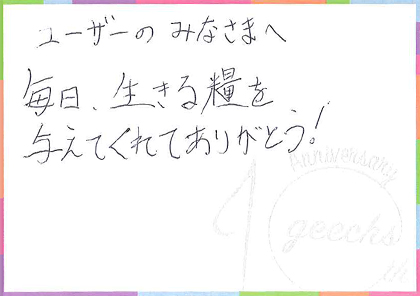 ユーザーの みなさまへ
毎日、生きる糧を
与えてくれてありがとう!
10th Anniversary
geechs